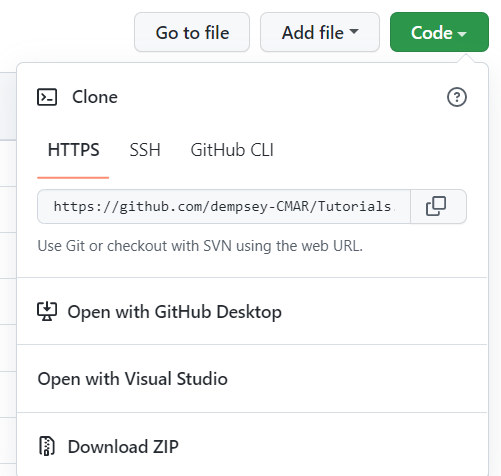 Go to file Add file Code
Clone
HTTPS SSH GitHub CLI
https://github.com/dempsey-CMAR/Tutorials.
Use Git or checkout with SVN using the web URL.
Open with GitHub Desktop
Open with Visual Studio
Download ZIP